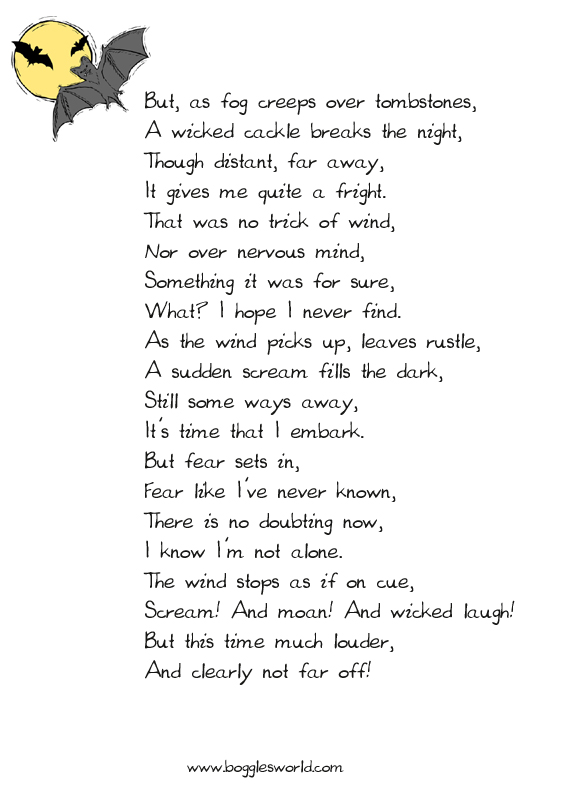 But, as fog creeps over tombstones,
A wicked cackle breaks the night,
Though distant, far away,
It gives me quite a fright.
That was no trick of wind,
Nor over nervous mind,
Something it was for sure,
What? I hope I never find.
As the wind picks up, leaves rustle,
A sudden scream fills the dark,
Still some ways away,
It's time that I embark.
But fear sets in,
Fear like I've never known,
There is no doubting now,
I know I'm not alone.
The wind stops as if on cue,
Scream! And moan! And wicked laugh!
But this time much louder,
And clearly not far off!
www.bogglesworld.com